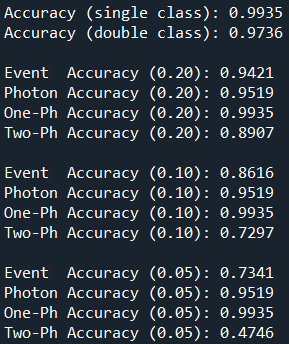 Accuracy (single class): 0.9935
Accuracy (double class): 0.9736
Event  Accuracy (0.20): 0.9421
Photon Accuracy (0.20): 0.9519
One-Ph Accuracy (0.20): 0.9935
Two-Ph Accuracy (0.20): 0.8907
Event  Accuracy (0.10): 0.8616
Photon Accuracy (0.10): 0.9519
One-Ph Accuracy (0.10): 0.9935
Two-Ph Accuracy (0.10): 0.7297
Event  Accuracy (0.05): 0.7341
Photon Accuracy (0.05): 0.9519
One-Ph Accuracy (0.05): 0.9935
Two-Ph Accuracy (0.05): 0.4746